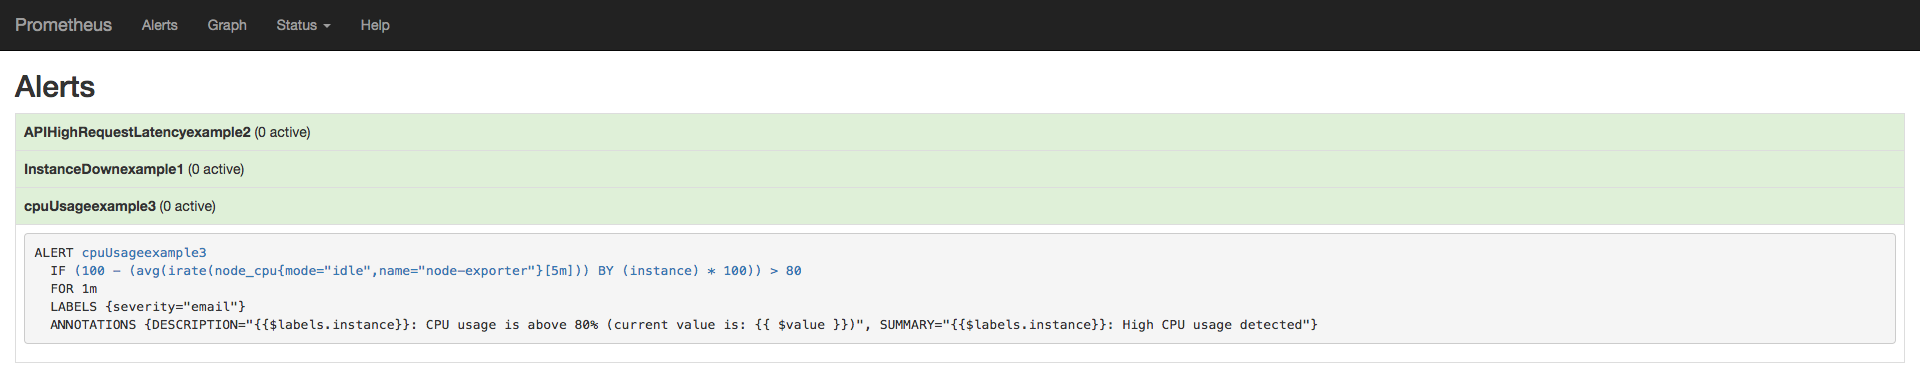 Prometheus Alerts Graph Status Help
Alerts
APIHighRequestLatencyexample2 (0 active)
InstanceDownexample1 (0 active)
cpuUsageexample3 (0 active)
ALERT cpuUsageexample3
IF (100 - (avg(irate(node_cpu{mode="idle",name="node-exporter"}[5m])) BY (instance) * 100)) > 80
FOR 1m
LABELS {severity="email"}
ANNOTATIONS {DESCRIPTION="{{$labels.instance}}: CPU usage is above 80% (current value is: {{ $value }})", SUMMARY="{{$labels.instance}}: High CPU usage detected"}